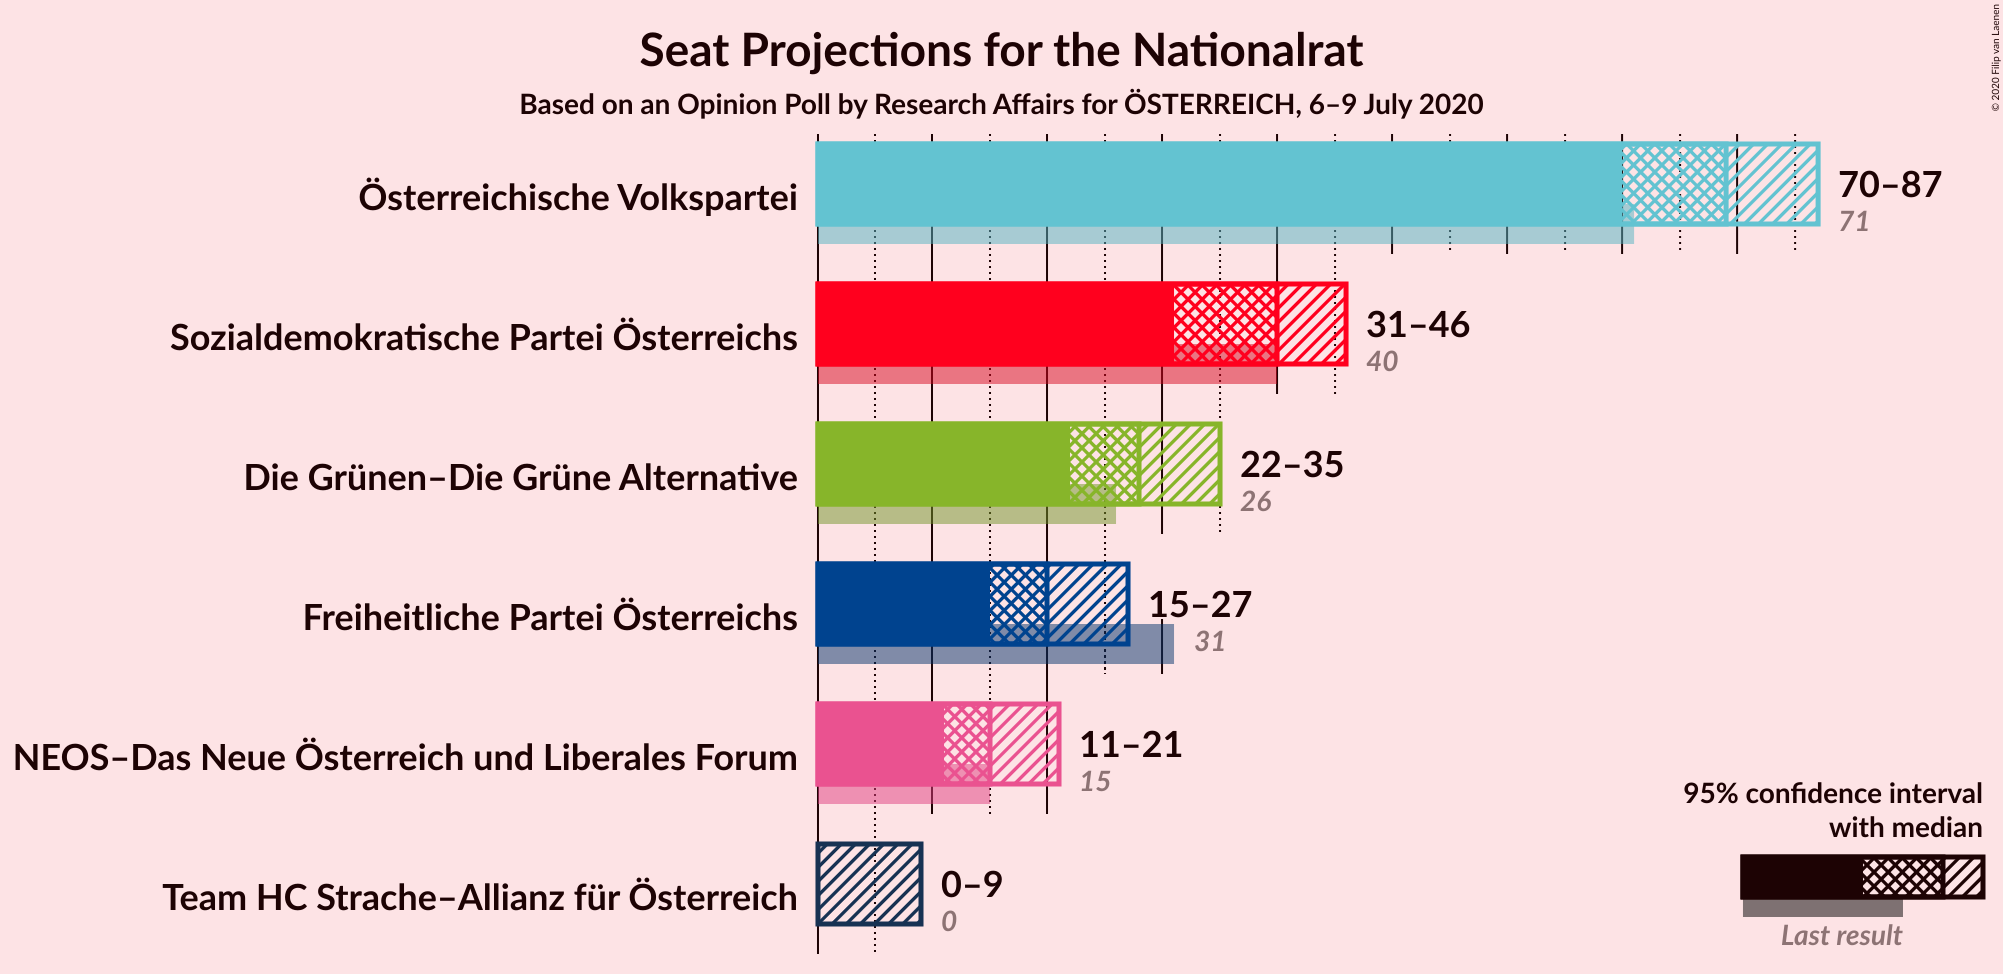 Seat Projections for the Nationalrat
Based on an Opinion Poll by Research Affairs for ÖSTERREICH, 6–9 July 2020
© 2020 Filip van Laenen
Österreichische Volkspartei
70–87
71
Sozialdemokratische Partei Österreichs
31–46
40
Die Grünen–Die Grüne Alternative
22–35
26
Freiheitliche Partei Österreichs
15–27
31
NEOS–Das Neue Österreich und Liberales Forum
11–21
15
Team HC Strache–Allianz für Österreich
0–9
0
95% confidence interval
with median
Last result